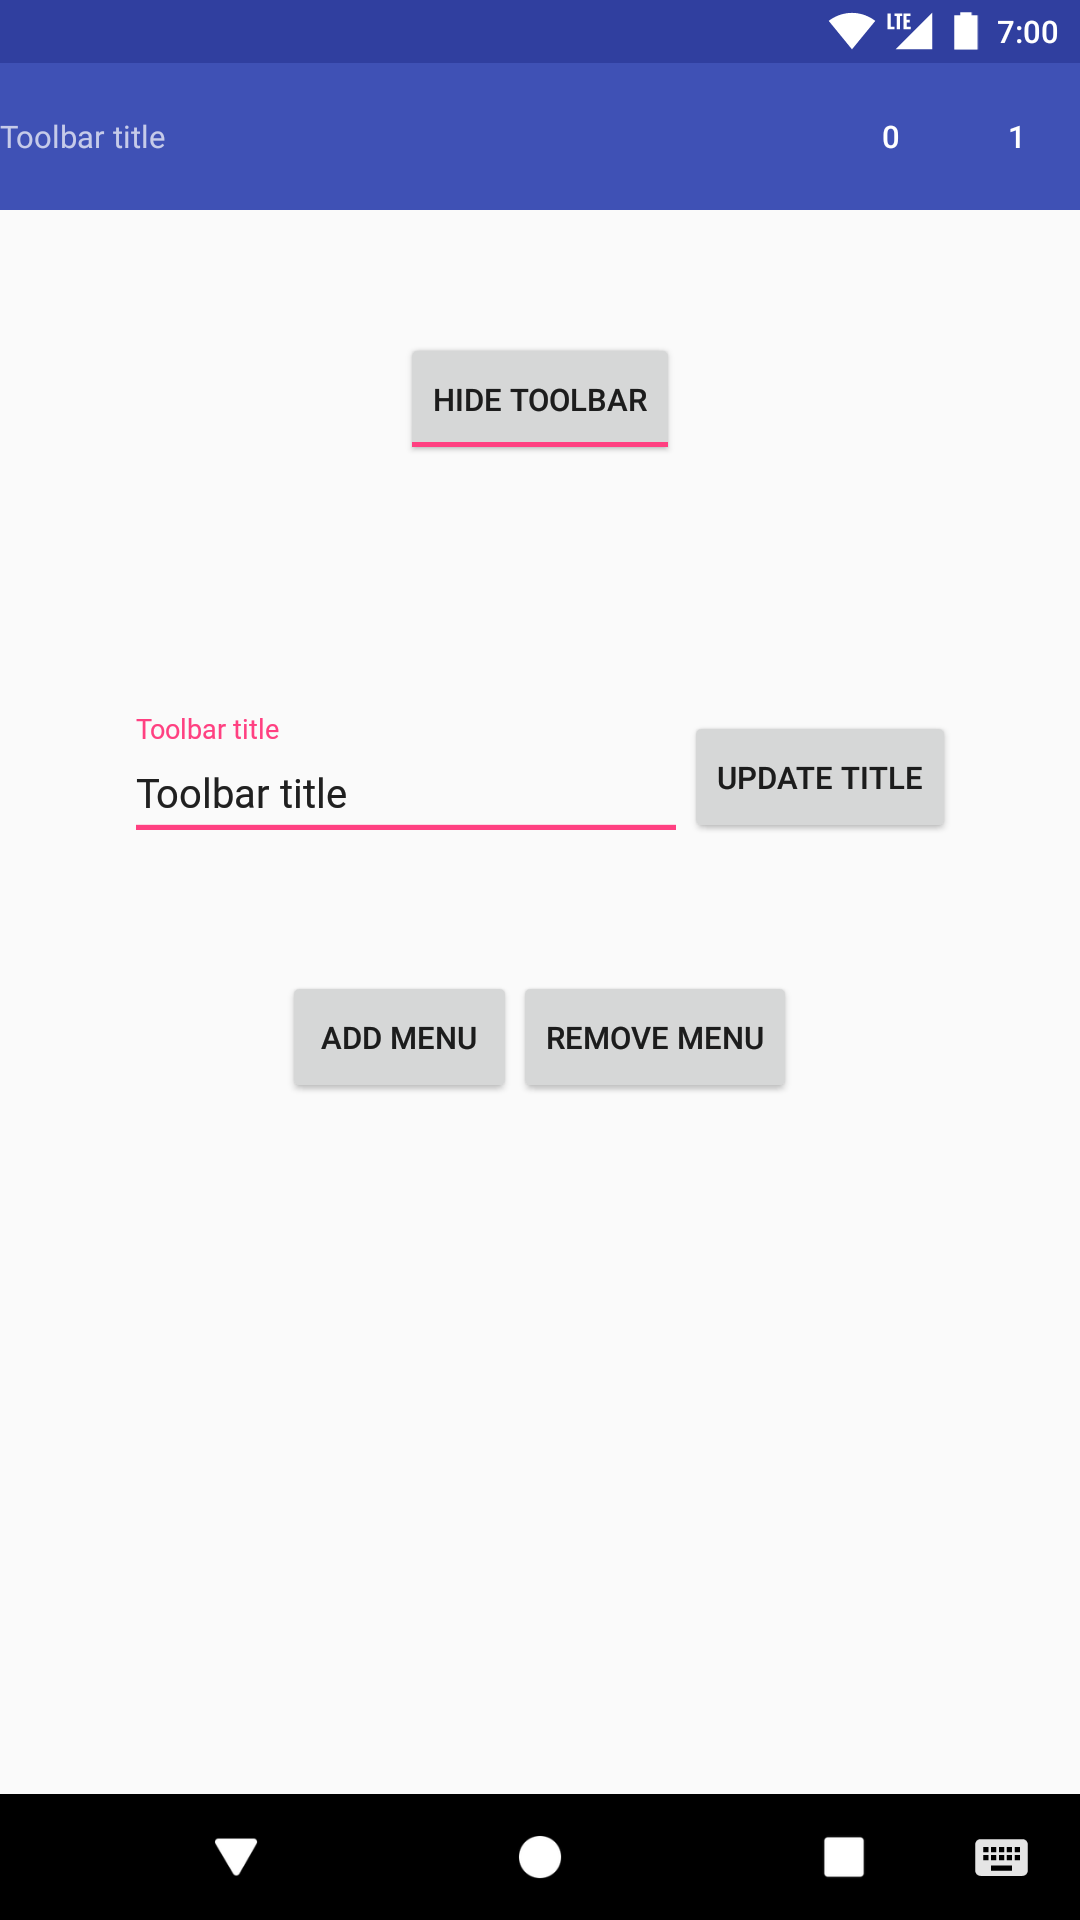 LTE 7:00
Toolbar title 0 1
HIDE TOOLBAR
Toolbar title
Toolbar title
UPDATE TITLE
ADD MENU REMOVE MENU